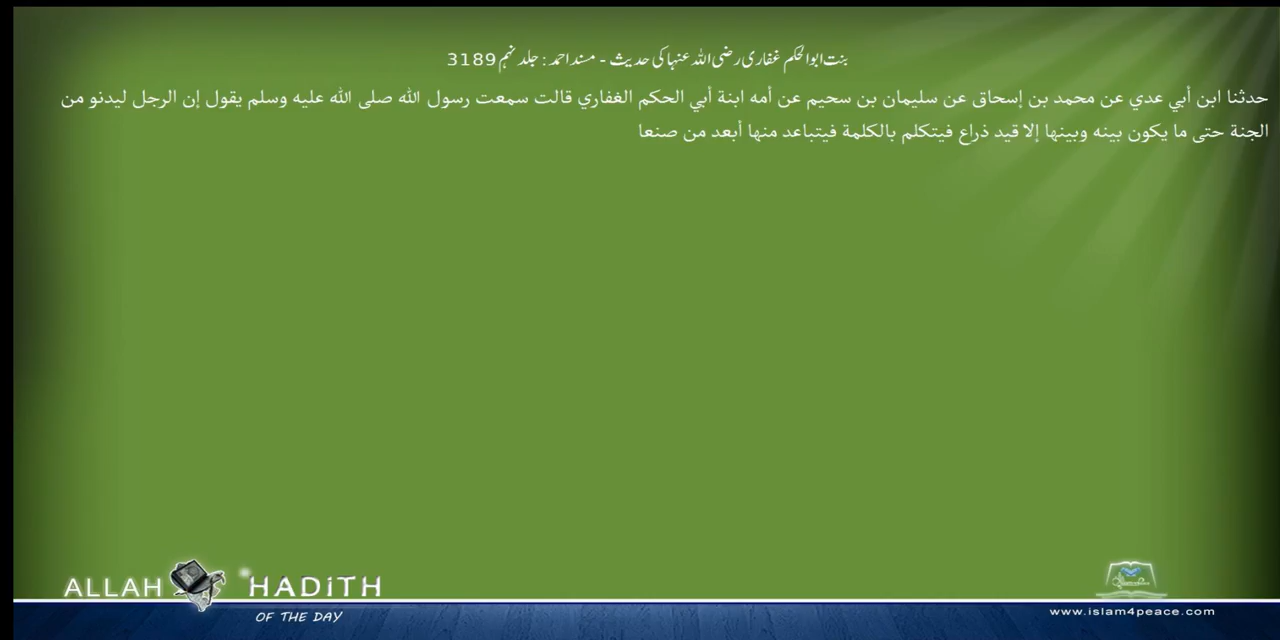 بنت ابوالحکم غفاری رضی اللہ عنہا کی حدیث - مسند احمد : جلد نہم 3189
حدثنا ابن أبي عدي عن محمد بن إسحاق عن سليمان بن سحيم عن أمه ابنة أبي الحكم الغفاري قالت سمعت رسول الله صلى الله عليه وسلم يقول إن الرجل ليدنو من
الجنة حتى ما يكون بينه وبينها إلا قيد ذراع فيتكلم بالكلمة فيتباعد منها أبعد من صنعا
ALLAH HADITH
OF THE DAY
www.islam4peace.com